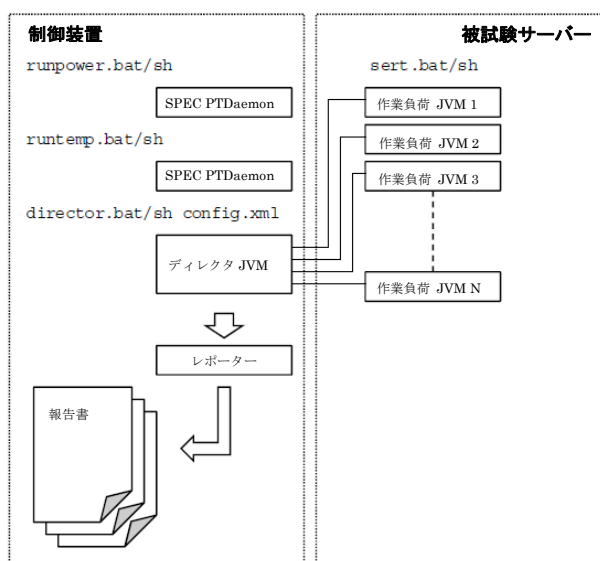 制御装置
runpower.bat/sh
SPEC PTDaemon
runtemp.bat/sh
SPEC PTDaemon
director.bat/sh config.xml
ディレクタ JVM
レポーター
報告書
被試験サーバー
sert.bat/sh
作業負荷 JVM 1
作業負荷 JVM 2
作業負荷 JVM 3
作業負荷 JVM N